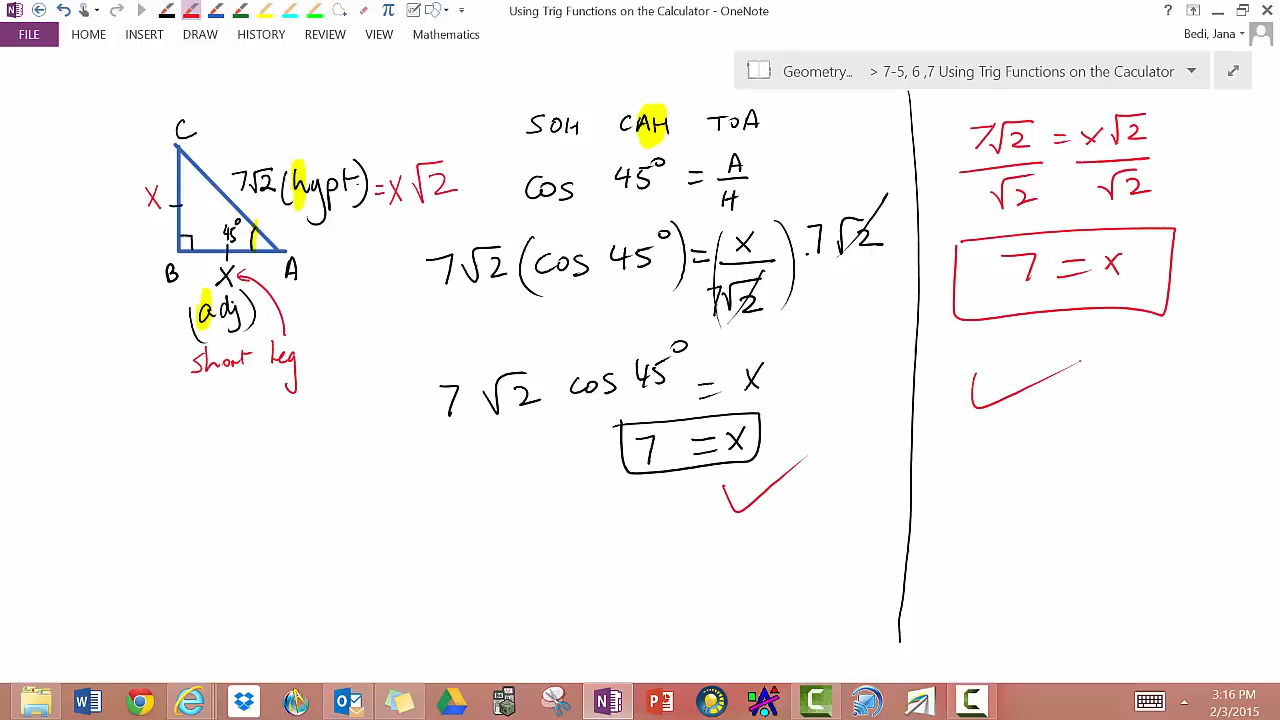 Using Trig Functions on the Calculator - OneNote
FILE HOME INSERT DRAW HISTORY REVIEW VIEW Mathematics
Bedi, Jana
Geometry... > 7-5, 6 ,7 Using Trig Functions on the Caculator
C
7√2 (hypt) = x√2
x
45°
B
x
A
(adj)
short leg
SOH CAH TOA
cos 45° = A/H
7√2 (cos 45°) = (x/7√2) . 7√2
7 √2 cos 45° = x
7 = x
7√2/√2 = x√2/√2
7 = x
3:16 PM
2/3/2015